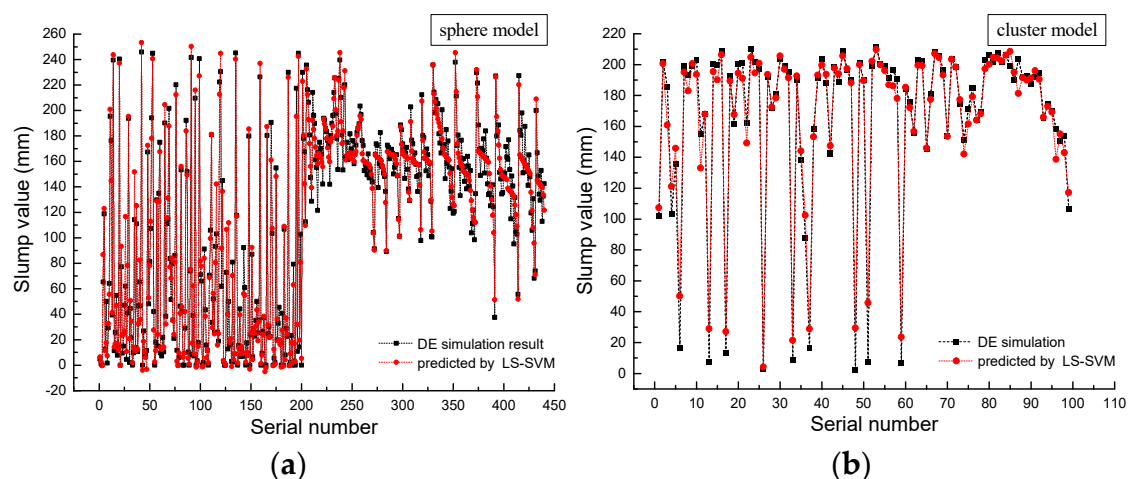 sphere model
Slump value (mm)
260
240
220
200
180
160
140
120
100
80
60
40
20
0
-20
DE simulation result
predicted by LS-SVM
0 50 100 150 200 250 300 350 400 450
Serial number
(a)
cluster model
Slump value (mm)
220
200
180
160
140
120
100
80
60
40
20
0
DE simulation
predicted by LS-SVM
0 10 20 30 40 50 60 70 80 90 100 110
Serial number
(b)